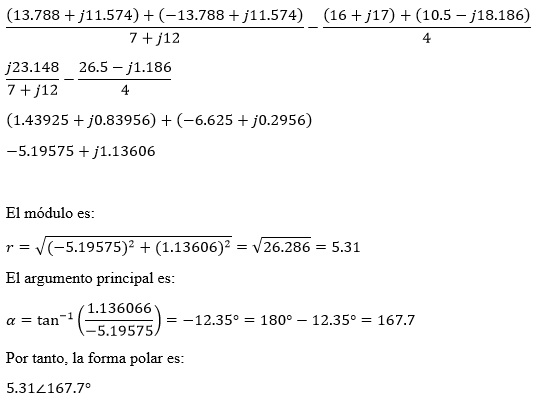 \frac{(13.788 + j11.574) + (-13.788 + j11.574)}{7 + j12} - \frac{(16 + j17) + (10.5 - j18.186)}{4}
\frac{j23.148}{7 + j12} - \frac{26.5 - j1.186}{4}
(1.43925 + j0.83956) + (-6.625 + j0.2956)
-5.19575 + j1.13606
El módulo es:
r = \sqrt{(-5.19575)^2 + (1.13606)^2} = \sqrt{26.286} = 5.31
El argumento principal es:
α = tan^{-1}\left(\frac{1.136066}{-5.19575}\right) = -12.35° = 180° - 12.35° = 167.7
Por tanto, la forma polar es:
5.31∠167.7°